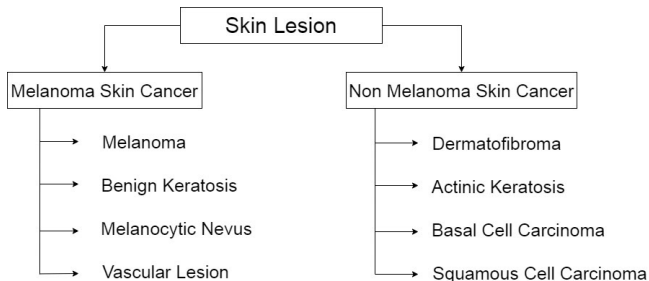 Skin Lesion
Melanoma Skin Cancer
Non Melanoma Skin Cancer
Melanoma
Benign Keratosis
Melanocytic Nevus
Vascular Lesion
Dermatofibroma
Actinic Keratosis
Basal Cell Carcinoma
Squamous Cell Carcinoma